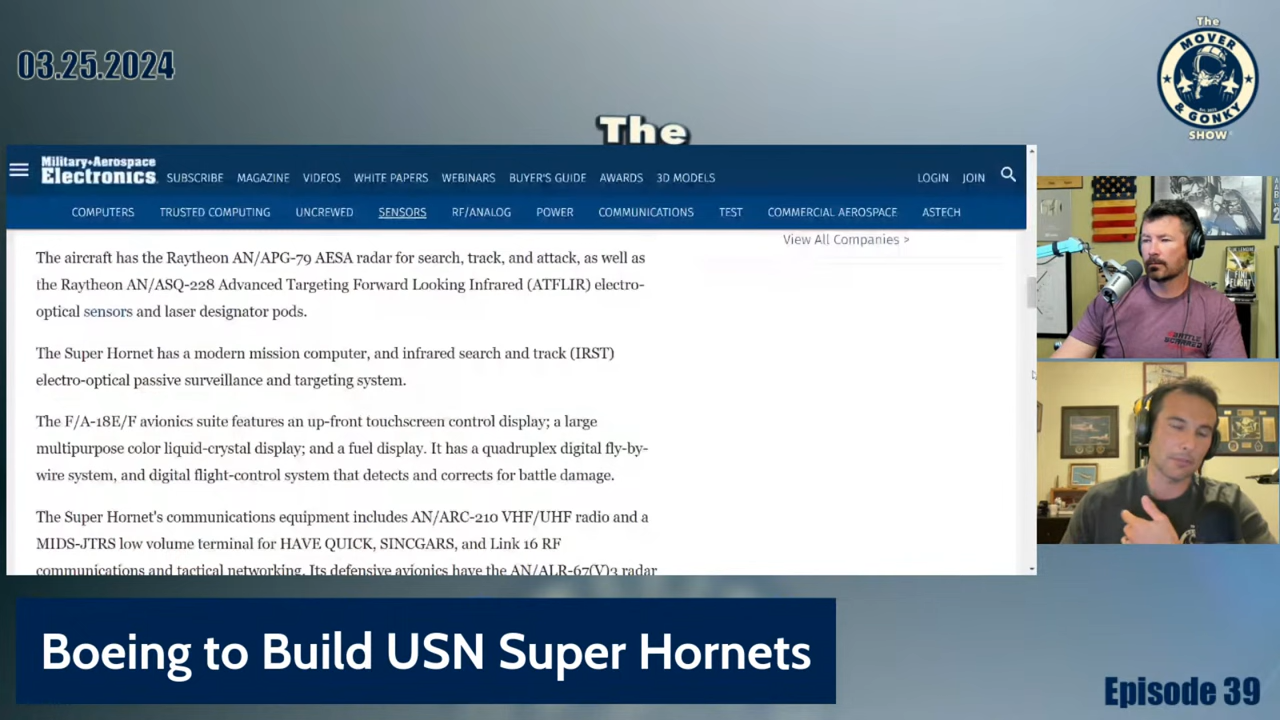 03.25.2024
The
MOVER
& GONKY
SHOW
The
Military+Aerospace
Electronics
SUBSCRIBE MAGAZINE VIDEOS WHITE PAPERS WEBINARS BUYER'S GUIDE AWARDS 3D MODELS LOGIN JOIN
COMPUTERS TRUSTED COMPUTING UNCREWED SENSORS RF/ANALOG POWER COMMUNICATIONS TEST COMMERCIAL AEROSPACE ASTECH
View All Companies >
The aircraft has the Raytheon AN/APG-79 AESA radar for search, track, and attack, as well as
the Raytheon AN/ASQ-228 Advanced Targeting Forward Looking Infrared (ATFLIR) electro-
optical sensors and laser designator pods.
The Super Hornet has a modern mission computer, and infrared search and track (IRST)
electro-optical passive surveillance and targeting system.
The F/A-18E/F avionics suite features an up-front touchscreen control display; a large
multipurpose color liquid-crystal display; and a fuel display. It has a quadruplex digital fly-by-
wire system, and digital flight-control system that detects and corrects for battle damage.
The Super Hornet's communications equipment includes AN/ARC-210 VHF/UHF radio and a
MIDS-JTRS low volume terminal for HAVE QUICK, SINCGARS, and Link 16 RF
communications and tactical networking. Its defensive avionics have the AN/ALR-67(V)3 radar
FINAL
FLIGHT
BATTLE
SCARRED
Boeing to Build USN Super Hornets
Episode 39